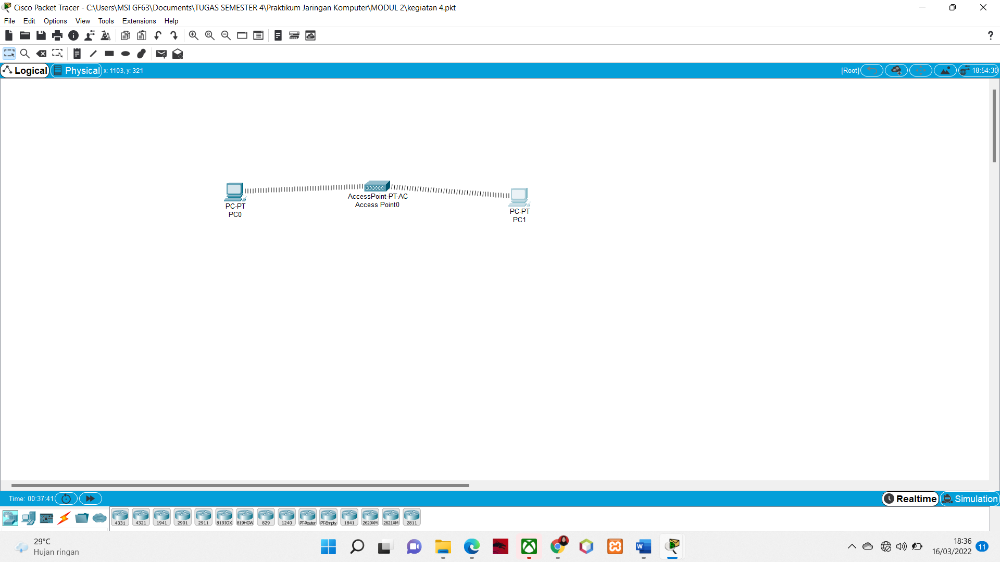 Cisco Packet Tracer - C:\Users\MSI GF63\Documents\TUGAS SEMESTER 4\Praktikum Jaringan Komputer\MODUL 2\kegiatan 4.pkt
File Edit Options View Tools Extensions Help
?
Logical Physical x: 1103, y: 321 [Root] 18:54:30
PC-PT
PC0
AccessPoint-PT-AC
Access Point0
PC-PT
PC1
Time: 00:37:41 Realtime Simulation
4331 4321 1941 2901 2911 819IOX 819HGW 829 1240 PT-Router PT-Empty 1841 2620XM 2621XM 2811
29°C
Hujan ringan
18:36
16/03/2022
11